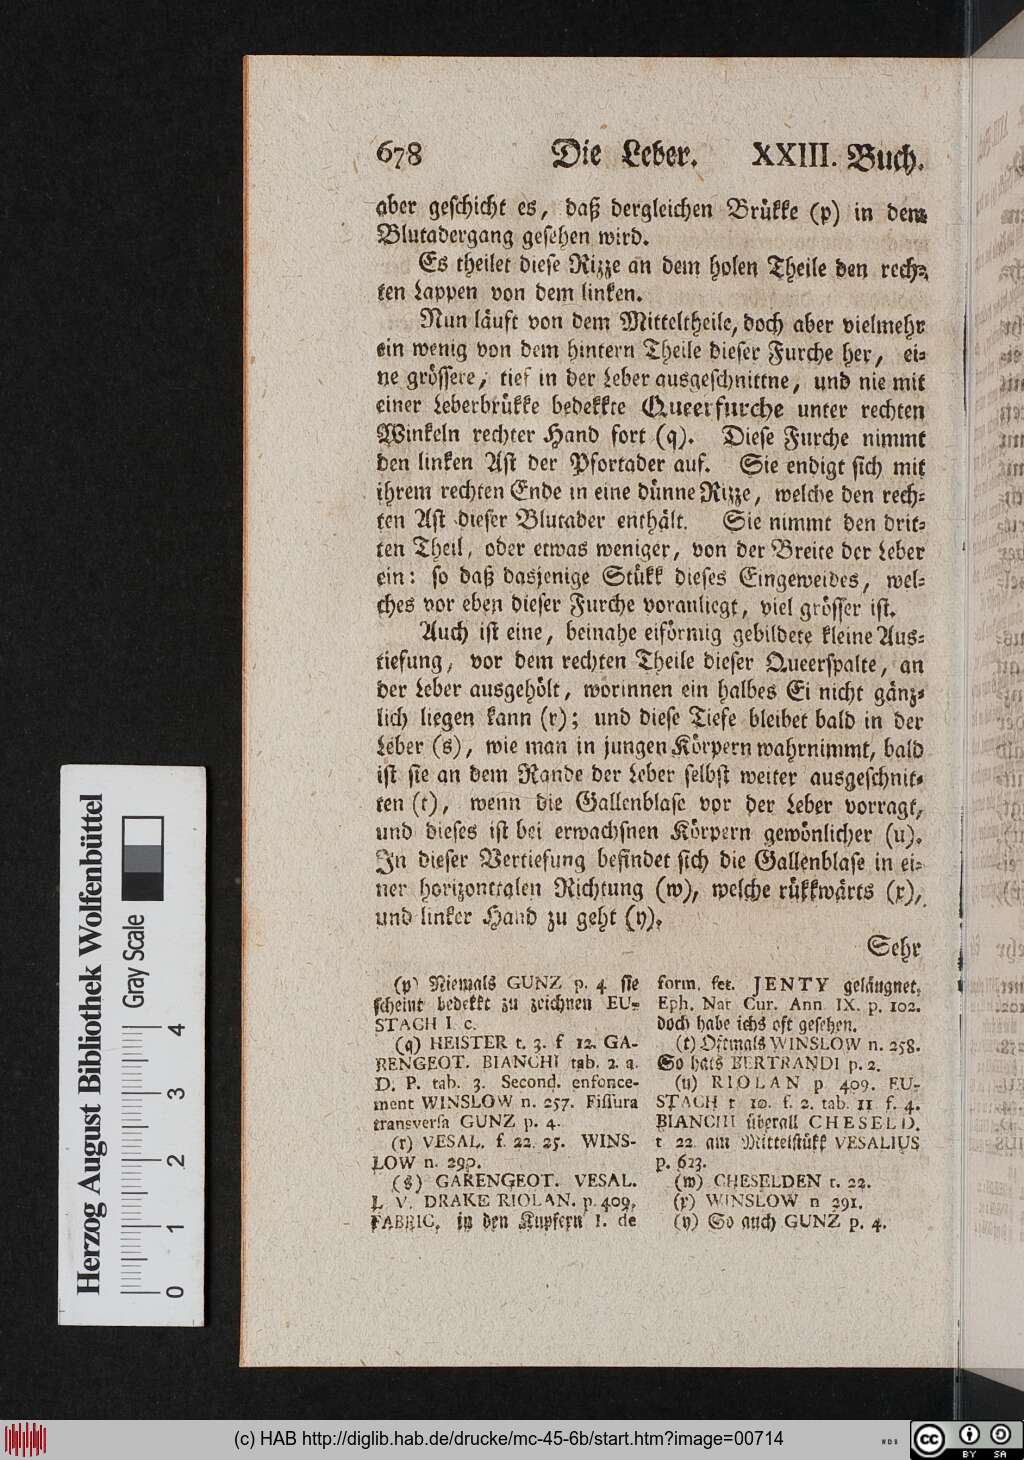 678 Die Leber. XXIII. Buch.
aber geschicht es, daß dergleichen Brükke (p) in dem
Blutadergang gesehen wird.
Es theilet diese Rizze an dem holen Theile den rech-
ten Lappen von dem linken.
Nun läuft von dem Mitteltheile, doch aber vielmehr
ein wenig von dem hintern Theile dieser Furche her, ei-
ne grössere, tief in der Leber ausgeschnittne, und nie mit
einer Leberbrükke bedekkte Queerfurche unter rechten
Winkeln rechter Hand fort (q). Diese Furche nimmt
den linken Ast der Pfortader auf. Sie endigt sich mit
ihrem rechten Ende in eine dünne Rizze, welche den rech-
ten Ast dieser Blutader enthält. Sie nimmt den drit-
ten Theil, oder etwas weniger, von der Breite der Leber
ein: so daß dasjenige Stükk dieses Eingeweides, wel-
ches vor eben dieser Furche voranliegt, viel grösser ist.
Auch ist eine, beinahe eiförmig gebildete kleine Aus-
tiefung, vor dem rechten Theile dieser Queerspalte, an
der Leber ausgehölt, worinnen ein halbes Ei nicht gänz-
lich liegen kann (r); und diese Tiefe bleibet bald in der
Leber (s), wie man in jungen Körpern wahrnimmt, bald
ist sie an dem Rande der Leber selbst weiter ausgeschnit-
ten (t), wenn die Gallenblase vor der Leber vorragt,
und dieses ist bei erwachsnen Körpern gewönlicher (u).
In dieser Vertiefung befindet sich die Gallenblase in ei-
ner horizonttalen Richtung (w), welche rükkwärts (x),
und linker Hand zu geht (y).
Sehr
(p) Niemals GUNZ p. 4 sie
scheint bedekkt zu zeichnen EU-
STACH l. c.
(q) HEISTER t. 3. f 12. GA-
RENGEOT. BIANCHI tab. 2. a.
D. P. tab. 3. Second. enfonce-
ment WINSLOW n. 257. Fissura
transversa GUNZ p. 4.
(r) VESAL. f. 22. 25. WINS-
LOW n. 290.
(s) GARENGEOT. VESAL.
L V. DRAKE RIOLAN. p. 409.
FABRIC. in den Kupfern I. de
form. fet. JENTY geläugnet,
Eph. Nat Cur. Ann IX. p. 102.
doch habe ichs oft gesehen.
(t) Oftmals WINSLOW n. 258.
So hats BERTRANDI p. 2.
(u) RIOLAN p 409. EU-
STACH t 10. f. 2. tab. 11 f. 4.
BIANCHI überall CHESELD.
t 22 am Mittelstükk VESALIUS
p. 623.
(w) CHESELDEN t. 22.
(x) WINSLOW n 291.
(y) So auch GUNZ p. 4.
Herzog August Bibliothek Wolfenbüttel
Gray Scale
0 1 2 3 4
(c) HAB http://diglib.hab.de/drucke/mc-45-6b/start.htm?image=00714
WDB
cc BY SA